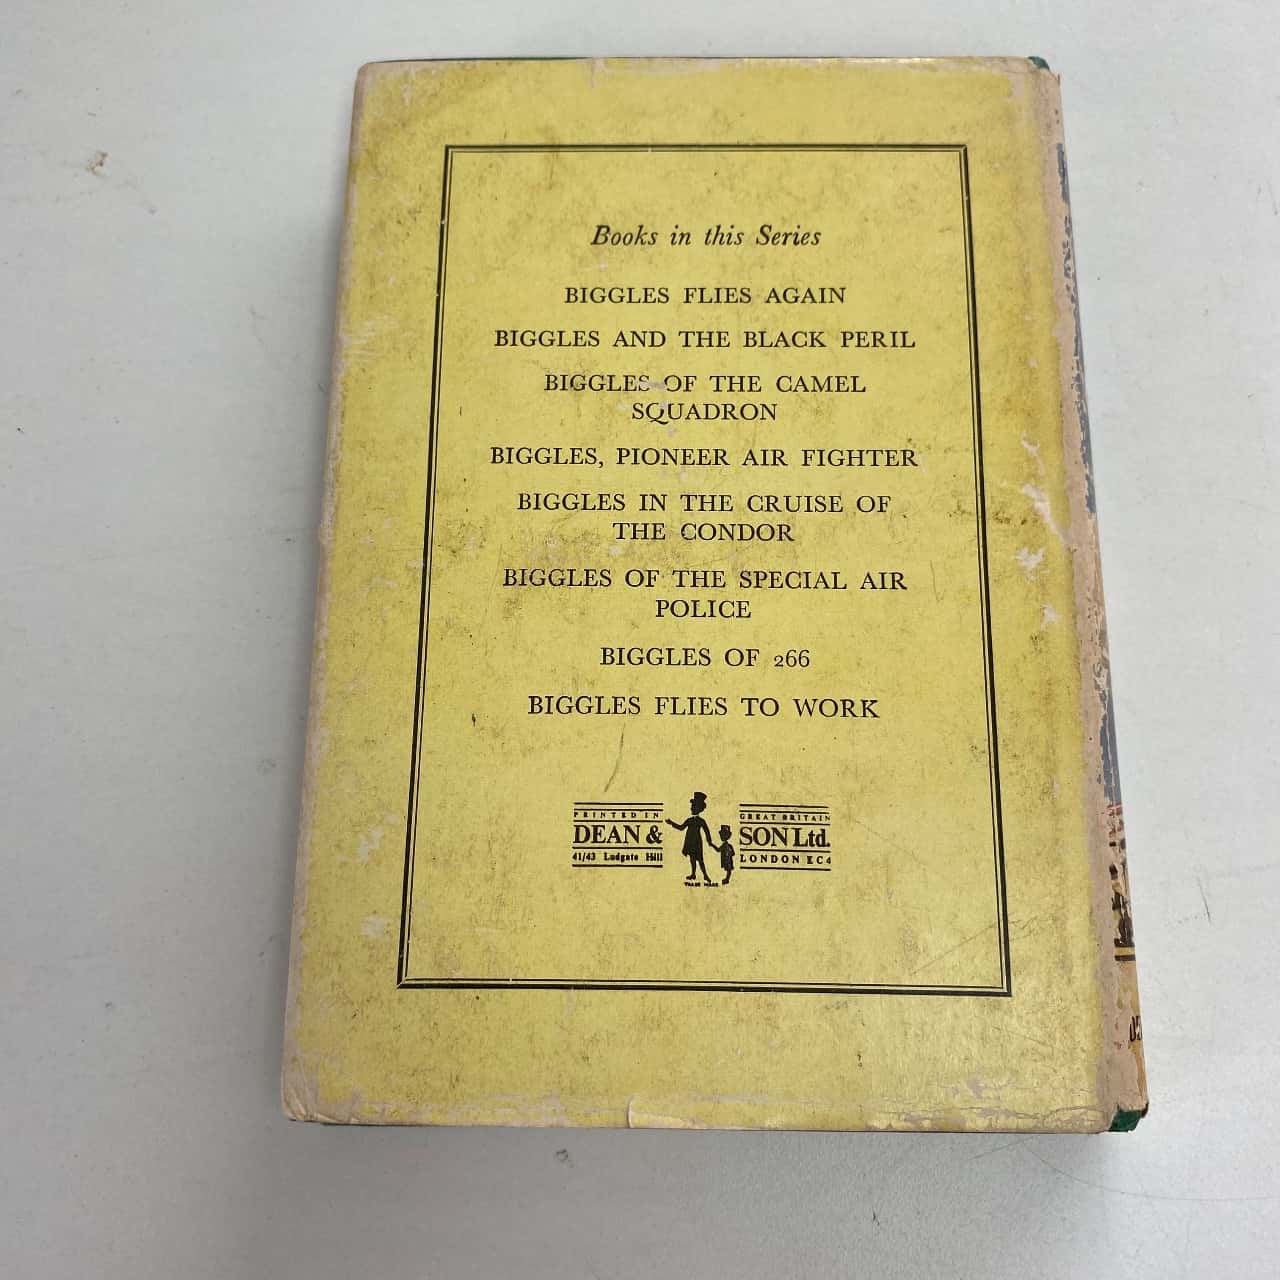 Books in this Series
BIGGLES FLIES AGAIN
BIGGLES AND THE BLACK PERIL
BIGGLES OF THE CAMEL
SQUADRON
BIGGLES, PIONEER AIR FIGHTER
BIGGLES IN THE CRUISE OF
THE CONDOR
BIGGLES OF THE SPECIAL AIR
POLICE
BIGGLES OF 266
BIGGLES FLIES TO WORK
PRINTED IN GREAT BRITAIN
DEAN & SON Ltd.
41/43 Ludgate Hill LONDON EC4
TRADE MARK